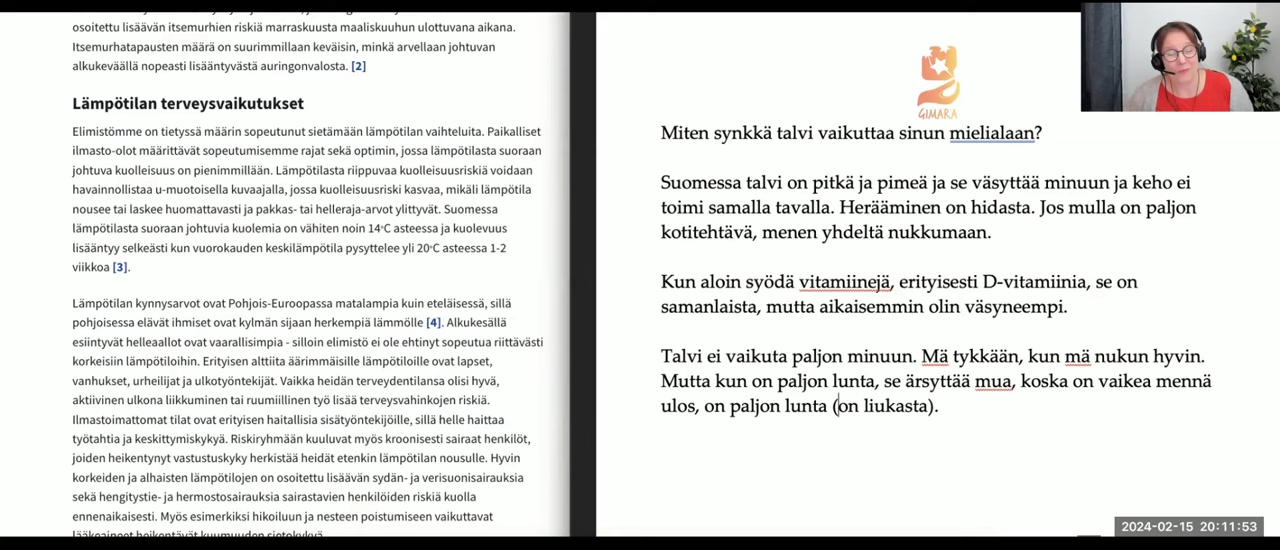 osoitettu lisäävän itsemurhien riskiä marraskuusta maaliskuuhun ulottuvana aikana.
Itsemurhatapausten määrä on suurimmillaan keväisin, minkä arvellaan johtuvan
alkukeväällä nopeasti lisääntyvästä auringonvalosta. [2]
Lämpötilan terveysvaikutukset
Elimistömme on tietyssä määrin sopeutunut sietämään lämpötilan vaihteluita. Paikalliset
ilmasto-olot määrittävät sopeutumisemme rajat sekä optimin, jossa lämpötilasta suoraan
johtuva kuolleisuus on pienimmillään. Lämpötilasta riippuvaa kuolleisuusriskiä voidaan
havainnollistaa u-muotoisella kuvaajalla, jossa kuolleisuusriski kasvaa, mikäli lämpötila
nousee tai laskee huomattavasti ja pakkas- tai helleraja-arvot ylittyvät. Suomessa
lämpötilasta suoraan johtuvia kuolemia on vähiten noin 14°C asteessa ja kuolevuus
lisääntyy selkeästi kun vuorokauden keskilämpötila pysyttelee yli 20°C asteessa 1-2
viikkoa [3].
Lämpötilan kynnysarvot ovat Pohjois-Euroopassa matalampia kuin eteläisessä, sillä
pohjoisessa elävät ihmiset ovat kylmän sijaan herkempiä lämmölle [4]. Alkukesällä
esiintyvät helleaallot ovat vaarallisimpia - silloin elimistö ei ole ehtinyt sopeutua riittävästi
korkeisiin lämpötiloihin. Erityisen alttiita äärimmäisille lämpötiloille ovat lapset,
vanhukset, urheilijat ja ulkotyöntekijät. Vaikka heidän terveydentilansa olisi hyvä,
aktiivinen ulkona liikkuminen tai ruumiillinen työ lisää terveysvahinkojen riskiä.
Ilmastoimattomat tilat ovat erityisen haitallisia sisätyöntekijöille, sillä helle haittaa
työtahtia ja keskittymiskykyä. Riskiryhmään kuuluvat myös kroonisesti sairaat henkilöt,
joiden heikentynyt vastustuskyky herkistää heidät etenkin lämpötilan nousulle. Hyvin
korkeiden ja alhaisten lämpötilojen on osoitettu lisäävän sydän- ja verisuonisairauksia
sekä hengitystie- ja hermostosairauksia sairastavien henkilöiden riskiä kuolla
ennenaikaisesti. Myös esimerkiksi hikoiluun ja nesteen poistumiseen vaikuttavat
lääkeaineet heikentävät kuumuuden sietokykyä.
GIMARA
Miten synkkä talvi vaikuttaa sinun mielialaan?
Suomessa talvi on pitkä ja pimeä ja se väsyttää minuun ja keho ei
toimi samalla tavalla. Herääminen on hidasta. Jos mulla on paljon
kotitehtävä, menen yhdeltä nukkumaan.
Kun aloin syödä vitamiinejä, erityisesti D-vitamiinia, se on
samanlaista, mutta aikaisemmin olin väsyneempi.
Talvi ei vaikuta paljon minuun. Mä tykkään, kun mä nukun hyvin.
Mutta kun on paljon lunta, se ärsyttää mua, koska on vaikea mennä
ulos, on paljon lunta (on liukasta).
2024-02-15 20:11:53